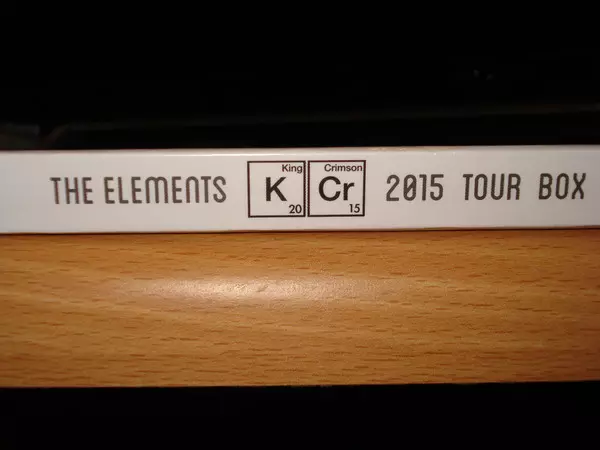 THE ELEMENTS King K 20 Crimson Cr 15 2015 TOUR BOX